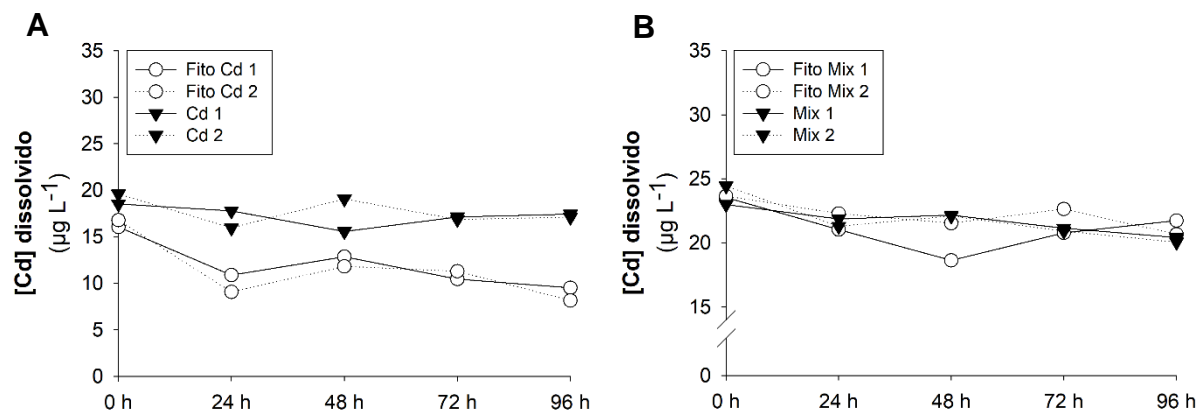 A
[Cd] dissolvido
(µg L⁻¹)
35
30
25
20
15
10
5
0
Fito Cd 1
Fito Cd 2
Cd 1
Cd 2
0 h
24 h
48 h
72 h
96 h
B
[Cd] dissolvido
(µg L⁻¹)
35
30
25
20
15
0
Fito Mix 1
Fito Mix 2
Mix 1
Mix 2
0 h
24 h
48 h
72 h
96 h